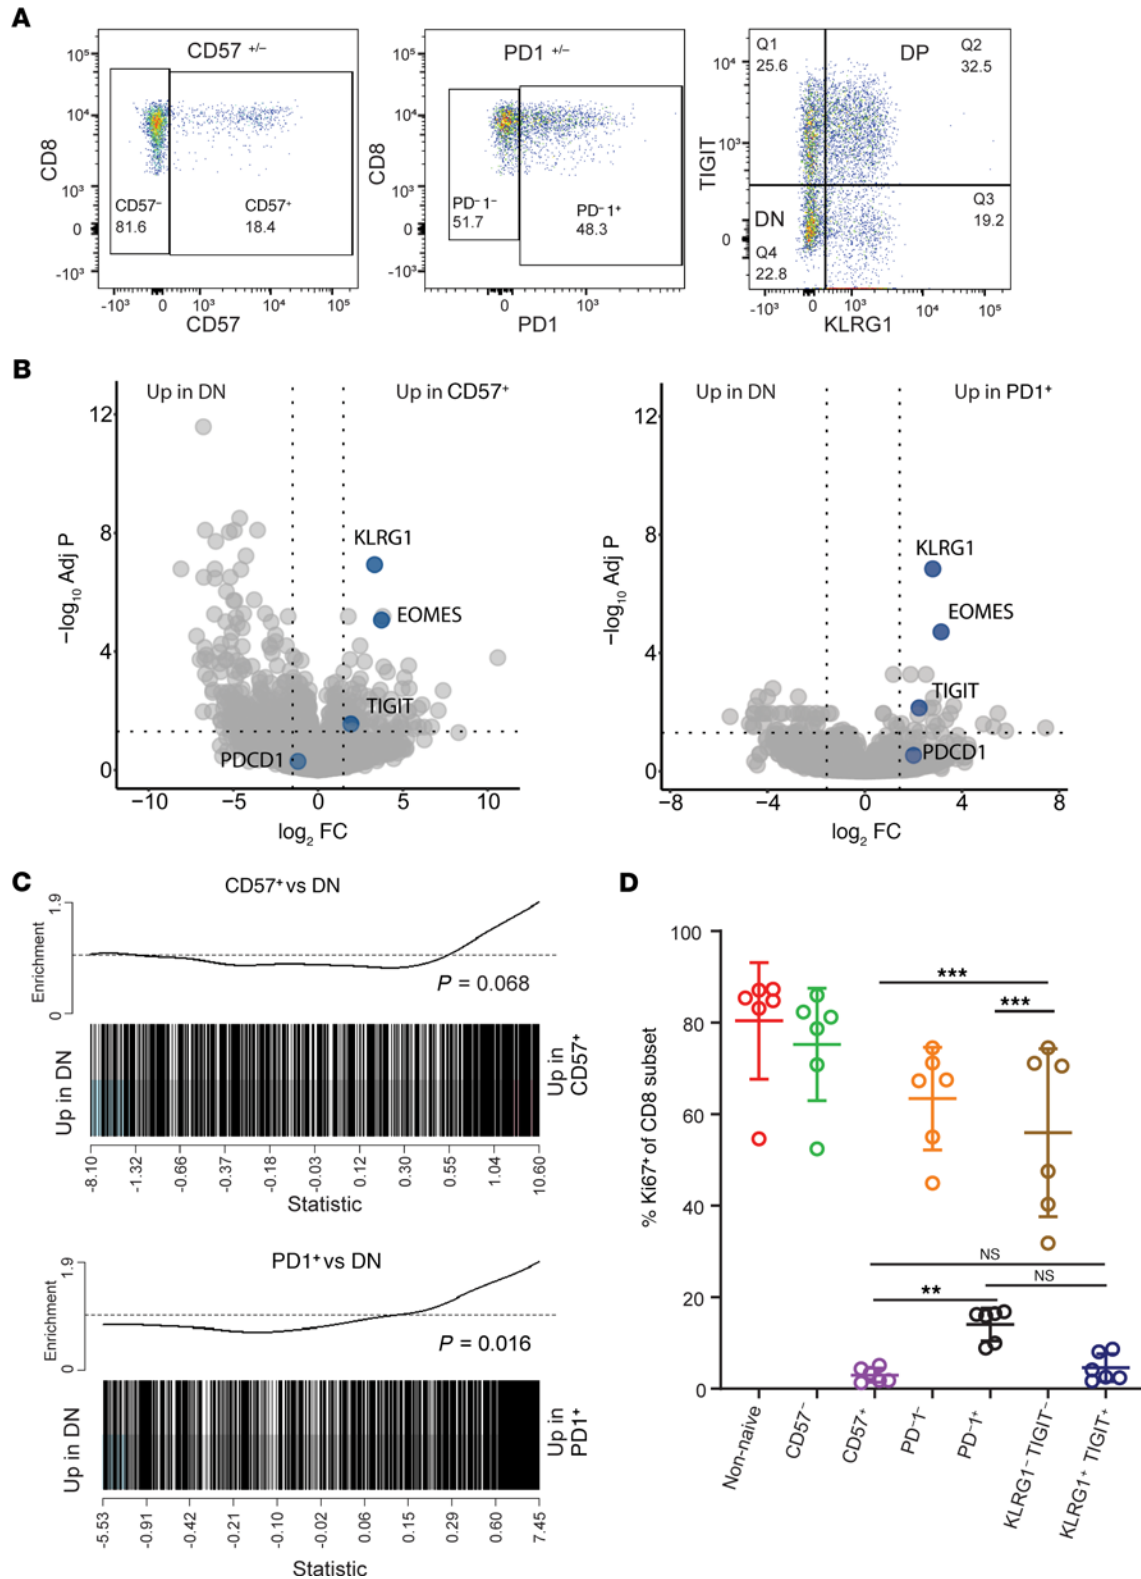 A
CD57 +/–
10⁵
10⁴
10³
0
-10³
CD8
CD57⁻
81.6
CD57⁺
18.4
-10³ 0 10³ 10⁴ 10⁵
CD57
PD1 +/–
10⁵
10⁴
10³
0
-10³
CD8
PD-1⁻
51.7
PD-1⁺
48.3
0 10³
PD1
Q1
25.6
DP
Q2
32.5
10⁴
10³
0
TIGIT
DN
Q4
22.8
Q3
19.2
-10³ 0 10³ 10⁴ 10⁵
KLRG1
B
Up in DN Up in CD57⁺
12
8
4
0
−log₁₀ Adj P
KLRG1
EOMES
TIGIT
PDCD1
−10 −5 0 5 10
log₂ FC
Up in DN Up in PD1⁺
12
8
4
0
−log₁₀ Adj P
KLRG1
EOMES
TIGIT
PDCD1
−8 −4 0 4 8
log₂ FC
C
CD57⁺ vs DN
1.9
0
Enrichment
P = 0.068
Up in DN
Up in
CD57⁺
-8.10 -1.32 -0.66 -0.37 -0.18 -0.03 0.12 0.30 0.55 1.04 10.60
Statistic
PD1⁺ vs DN
1.9
0
Enrichment
P = 0.016
Up in DN
Up in
PD1⁺
-5.53 -0.91 -0.42 -0.21 -0.10 -0.02 0.06 0.15 0.29 0.60 7.45
Statistic
D
100
80
60
40
20
0
% Ki67⁺ of CD8 subset
***
***
NS
NS
**
Non-naive
CD57⁻
CD57⁺
PD-1⁻
PD-1⁺
KLRG1⁻ TIGIT⁻
KLRG1⁺ TIGIT⁺